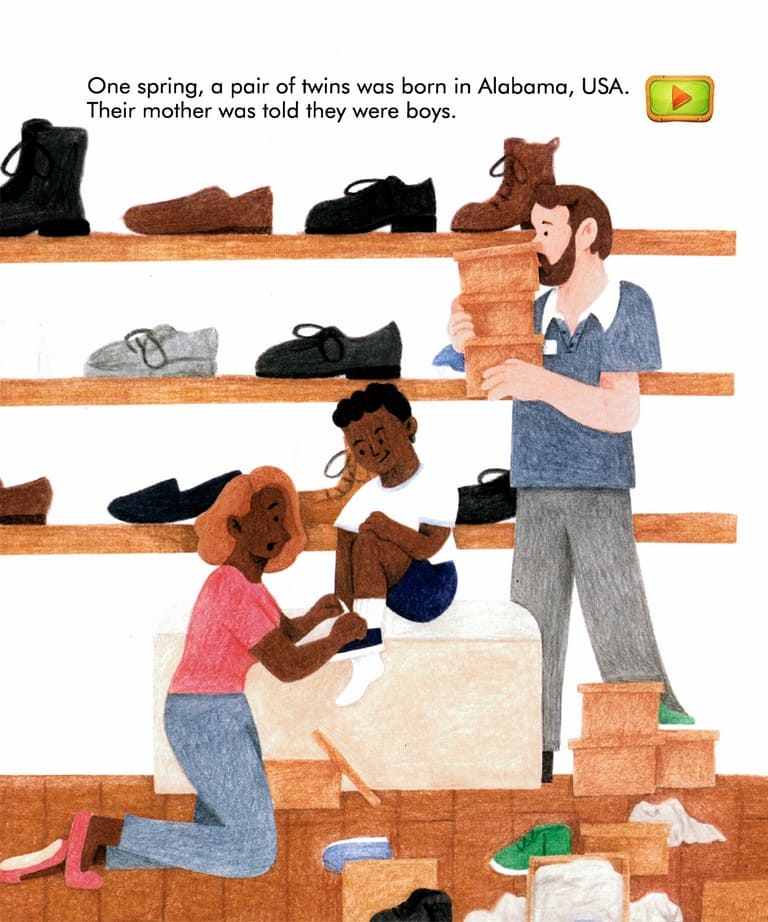 One spring, a pair of twins was born in Alabama, USA.
Their mother was told they were boys.